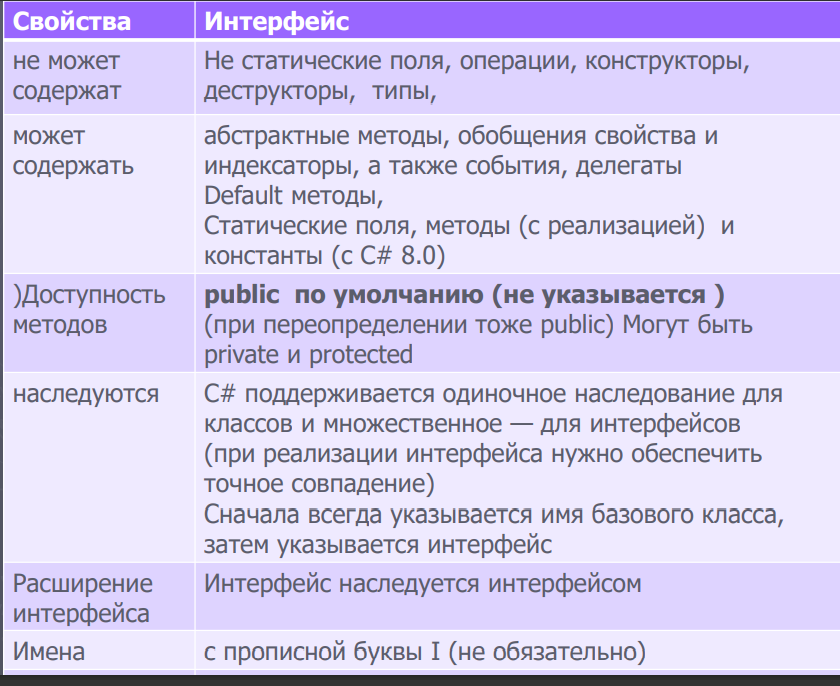 Свойства
Интерфейс
не может
содержат
Не статические поля, операции, конструкторы,
деструкторы, типы,
может
содержать
абстрактные методы, обобщения свойства и
индексаторы, а также события, делегаты
Default методы,
Статические поля, методы (с реализацией) и
константы (с C# 8.0)
)Доступность
методов
public по умолчанию (не указывается )
(при переопределении тоже public) Могут быть
private и protected
наследуются
C# поддерживается одиночное наследование для
классов и множественное — для интерфейсов
(при реализации интерфейса нужно обеспечить
точное совпадение)
Сначала всегда указывается имя базового класса,
затем указывается интерфейс
Расширение
интерфейса
Интерфейс наследуется интерфейсом
Имена
с прописной буквы I (не обязательно)